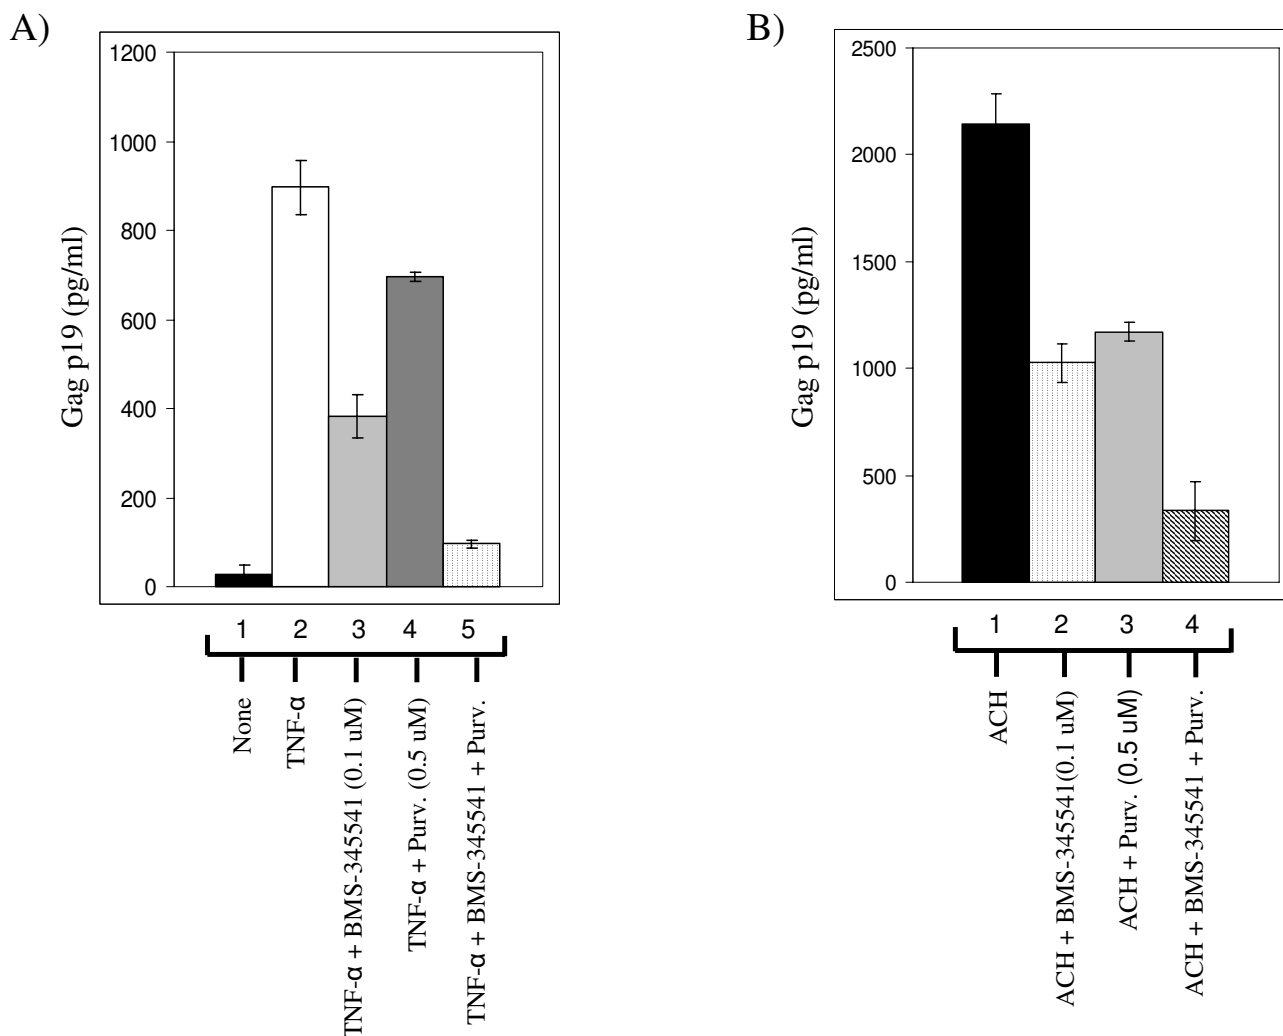 A)
1200
1000
800
600
400
200
0
Gag p19 (pg/ml)
1 2 3 4 5
None
TNF-α
TNF-α + BMS-345541 (0.1 uM)
TNF-α + Purv. (0.5 uM)
TNF-α + BMS-345541 + Purv.
B)
2500
2000
1500
1000
500
0
Gag p19 (pg/ml)
1 2 3 4
ACH
ACH + BMS-345541(0.1 uM)
ACH + Purv. (0.5 uM)
ACH + BMS-345541 + Purv.